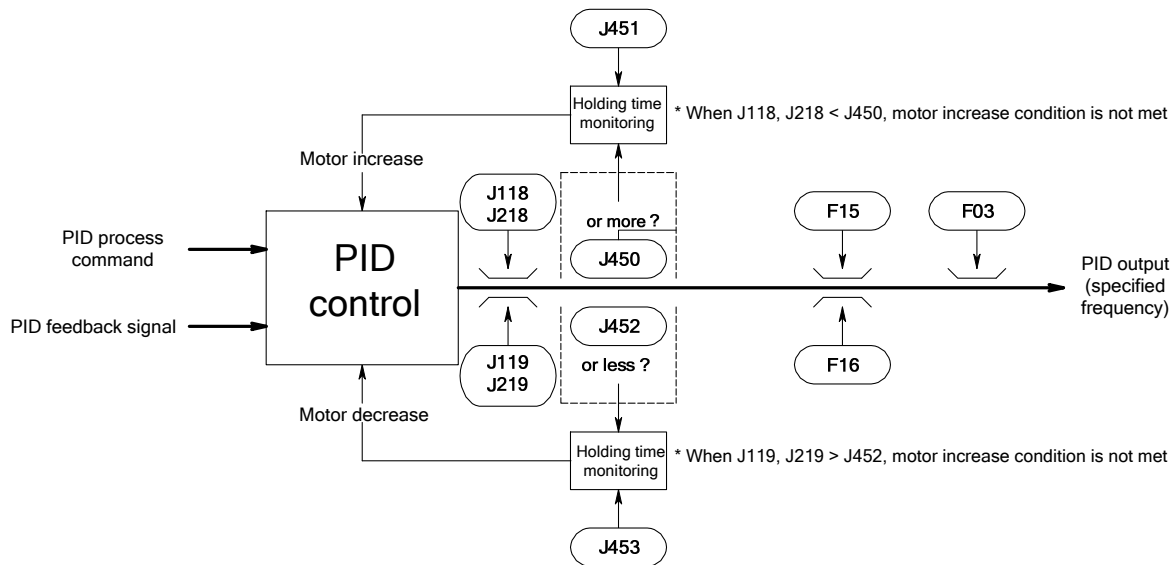 J451
Holding time
monitoring
* When J118, J218 < J450, motor increase condition is not met
Motor increase
J118
J218
or more ?
J450
F15
F03
PID process
command
PID
control
PID output
(specified
frequency)
PID feedback signal
J452
or less ?
J119
J219
F16
Motor decrease
Holding time
monitoring
* When J119, J219 > J452, motor increase condition is not met
J453